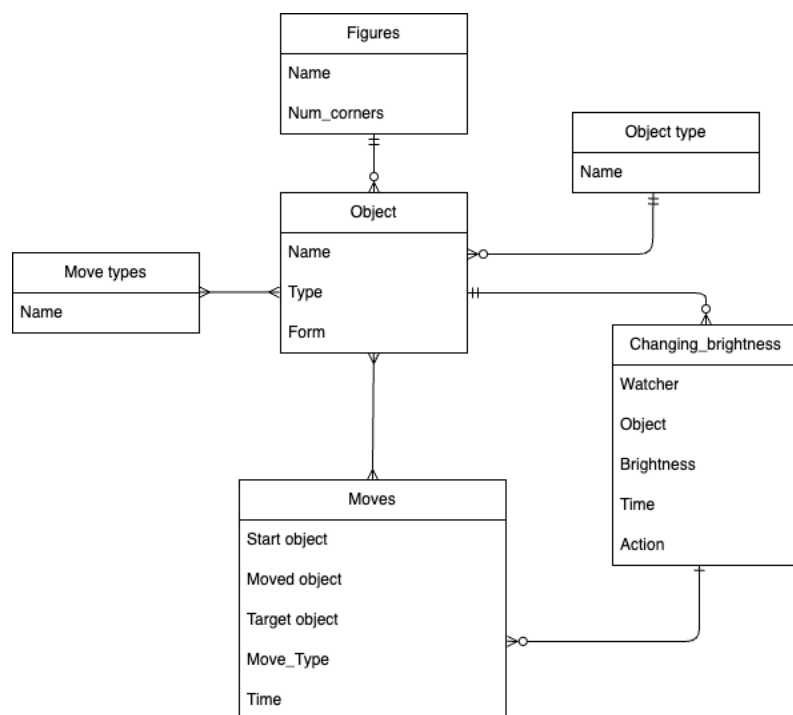 Figures
Name
Num_corners
Object type
Name
Object
Name
Type
Form
Move types
Name
Changing_brightness
Watcher
Object
Brightness
Time
Action
Moves
Start object
Moved object
Target object
Move_Type
Time